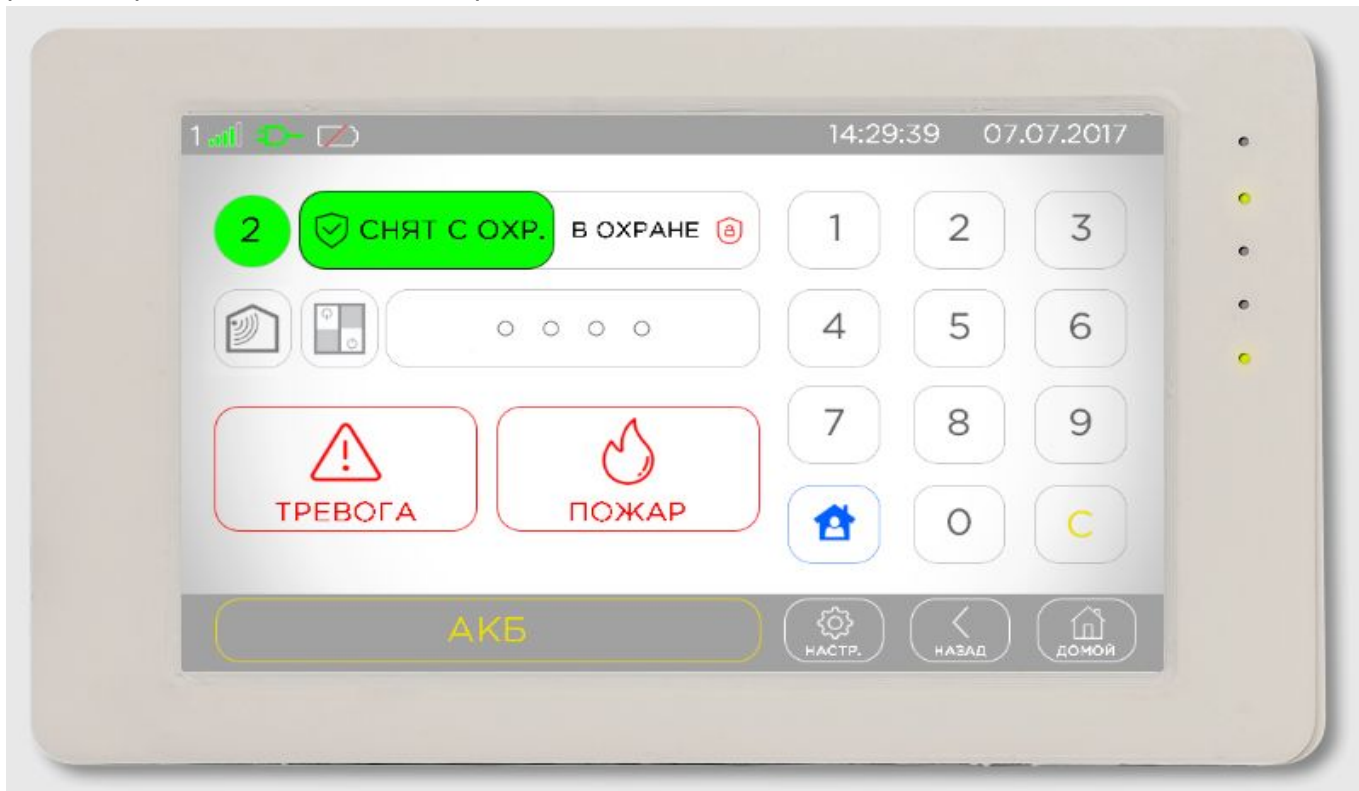 1 14:29:39 07.07.2017
2 СНЯТ С ОХР. В ОХРАНЕ 1 2 3
4 5 6
ТРЕВОГА ПОЖАР 7 8 9
0 С
АКБ НАСТР. НАЗАД ДОМОЙ